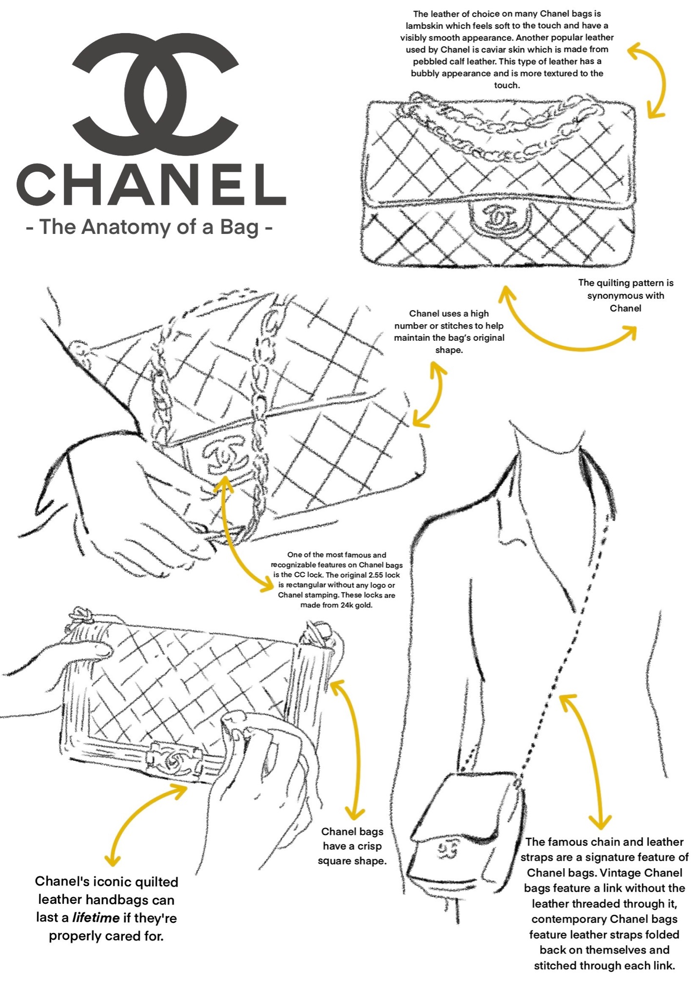 CHANEL
- The Anatomy of a Bag -
The leather of choice on many Chanel bags is
lambskin which feels soft to the touch and have a
visibly smooth appearance. Another popular leather
used by Chanel is caviar skin which is made from
pebbled calf leather. This type of leather has a
bubbly appearance and is more textured to the
touch.
The quilting pattern is
synonymous with
Chanel
Chanel uses a high
number or stitches to help
maintain the bag's original
shape.
One of the most famous and
recognizable features on Chanel bags
is the CC lock. The original 2.55 lock
is rectangular without any logo or
Chanel stamping. These locks are
made from 24k gold.
Chanel bags
have a crisp
square shape.
Chanel's iconic quilted
leather handbags can
last a lifetime if they're
properly cared for.
The famous chain and leather
straps are a signature feature of
Chanel bags. Vintage Chanel
bags feature a link without the
leather threaded through it,
contemporary Chanel bags
feature leather straps folded
back on themselves and
stitched through each link.